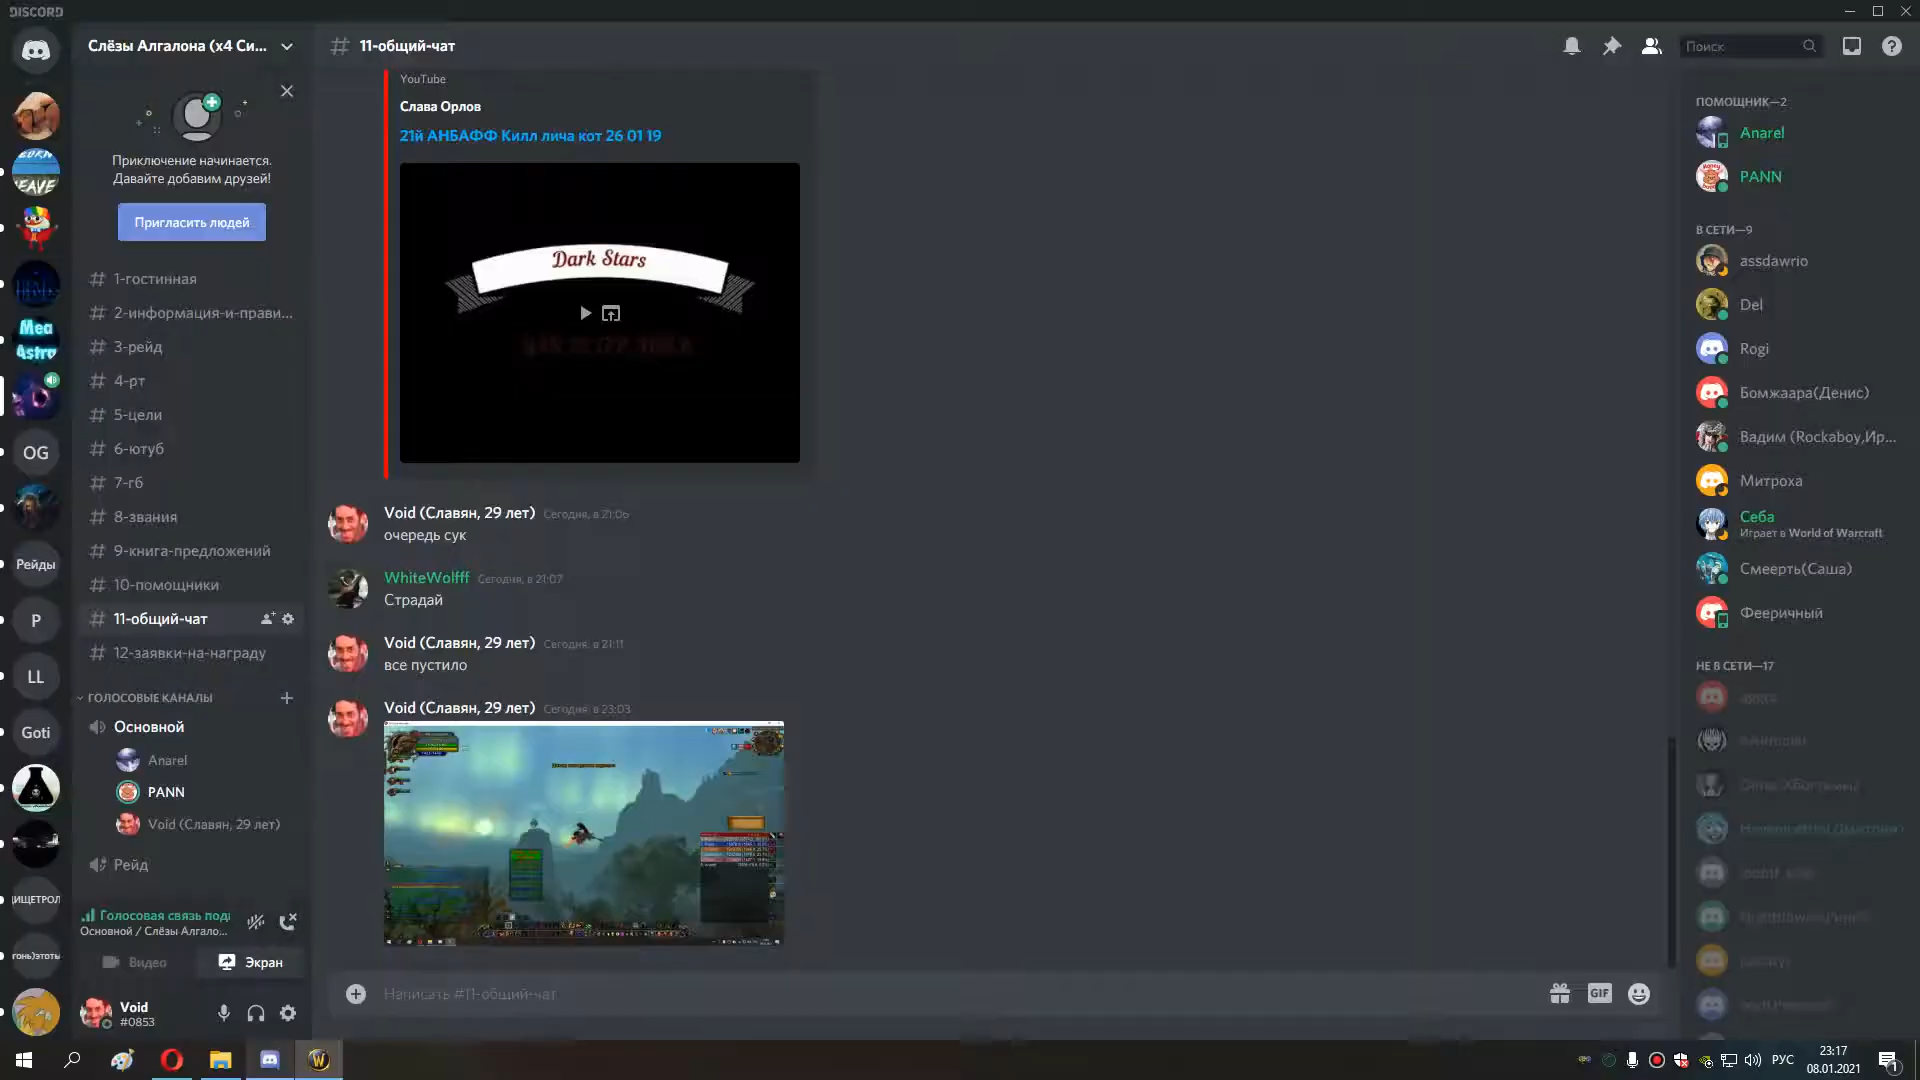 DISCORD
Слёзы Алгалона (x4 Си...
11-общий-чат
Поиск
Приключение начинается.
Давайте добавим друзей!
Пригласить людей
1-гостинная
2-информация-и-прави...
3-рейд
4-рт
5-цели
6-ютуб
7-гб
8-звания
9-книга-предложений
10-помощники
11-общий-чат
12-заявки-на-награду
ГОЛОСОВЫЕ КАНАЛЫ
Основной
Anarel
PANN
Void (Славян, 29 лет)
Рейд
Голосовая связь под
Основной / Слёзы Алгало...
Видео
Экран
Void
#0853
Mea
Astro
OG
Рейды
P
LL
Goti
YouTube
Слава Орлов
21й АНБАФФ Килл лича кот 26 01 19
Dark Stars
Void (Славян, 29 лет) Сегодня, в 21:06
очередь сук
WhiteWolfff Сегодня, в 21:07
Страдай
Void (Славян, 29 лет) Сегодня, в 21:11
все пустило
Void (Славян, 29 лет) Сегодня, в 23:03
Написать #11-общий-чат
GIF
ПОМОЩНИК—2
Anarel
PANN
В СЕТИ—9
assdawrio
Del
Rogi
Бомжаара(Денис)
Вадим (Rockaboy,Ир...
Митроха
Себа
Играет в World of Warcraft
Смеерть(Саша)
Фееричный
НЕ В СЕТИ—17
РУС
23:17
08.01.2021
1